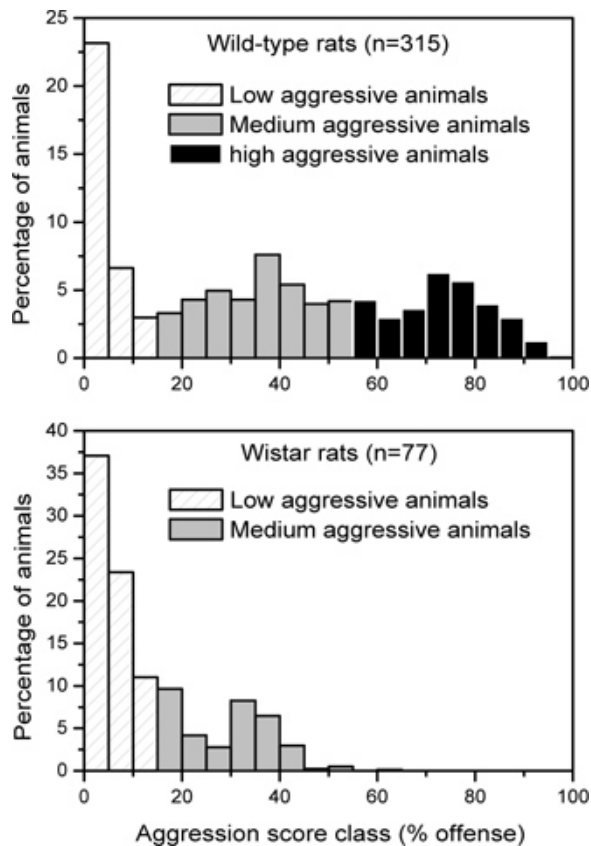 Wild-type rats (n=315)
Low aggressive animals
Medium aggressive animals
high aggressive animals
Percentage of animals
25
20
15
10
5
0
0 20 40 60 80 100
Wistar rats (n=77)
Low aggressive animals
Medium aggressive animals
Percentage of animals
40
35
30
25
20
15
10
5
0
0 20 40 60 80 100
Aggression score class (% offense)